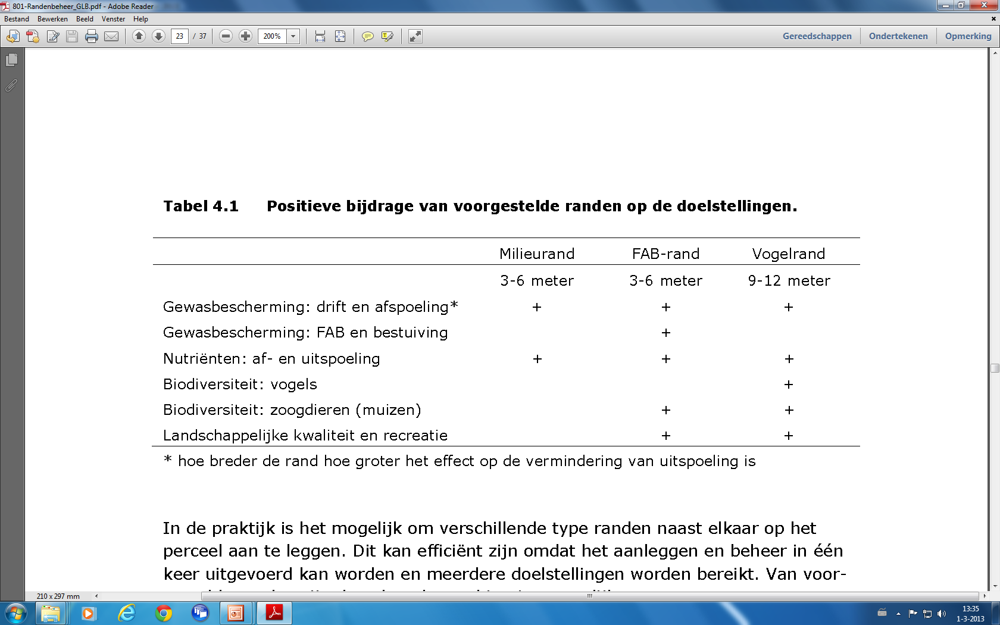 801-Randenbeheer_GLB.pdf - Adobe Reader
Bestand Bewerken Beeld Venster Help
23 / 37 200% Gereedschappen Ondertekenen Opmerking
Tabel 4.1 Positieve bijdrage van voorgestelde randen op de doelstellingen.
Milieurand FAB-rand Vogelrand
3-6 meter 3-6 meter 9-12 meter
Gewasbescherming: drift en afspoeling* + + +
Gewasbescherming: FAB en bestuiving +
Nutriënten: af- en uitspoeling + + +
Biodiversiteit: vogels +
Biodiversiteit: zoogdieren (muizen) + +
Landschappelijke kwaliteit en recreatie + +
* hoe breder de rand hoe groter het effect op de vermindering van uitspoeling is
In de praktijk is het mogelijk om verschillende type randen naast elkaar op het
perceel aan te leggen. Dit kan efficiënt zijn omdat het aanleggen en beheer in één
keer uitgevoerd kan worden en meerdere doelstellingen worden bereikt. Van voor-
210 x 297 mm
13:35
1-3-2013